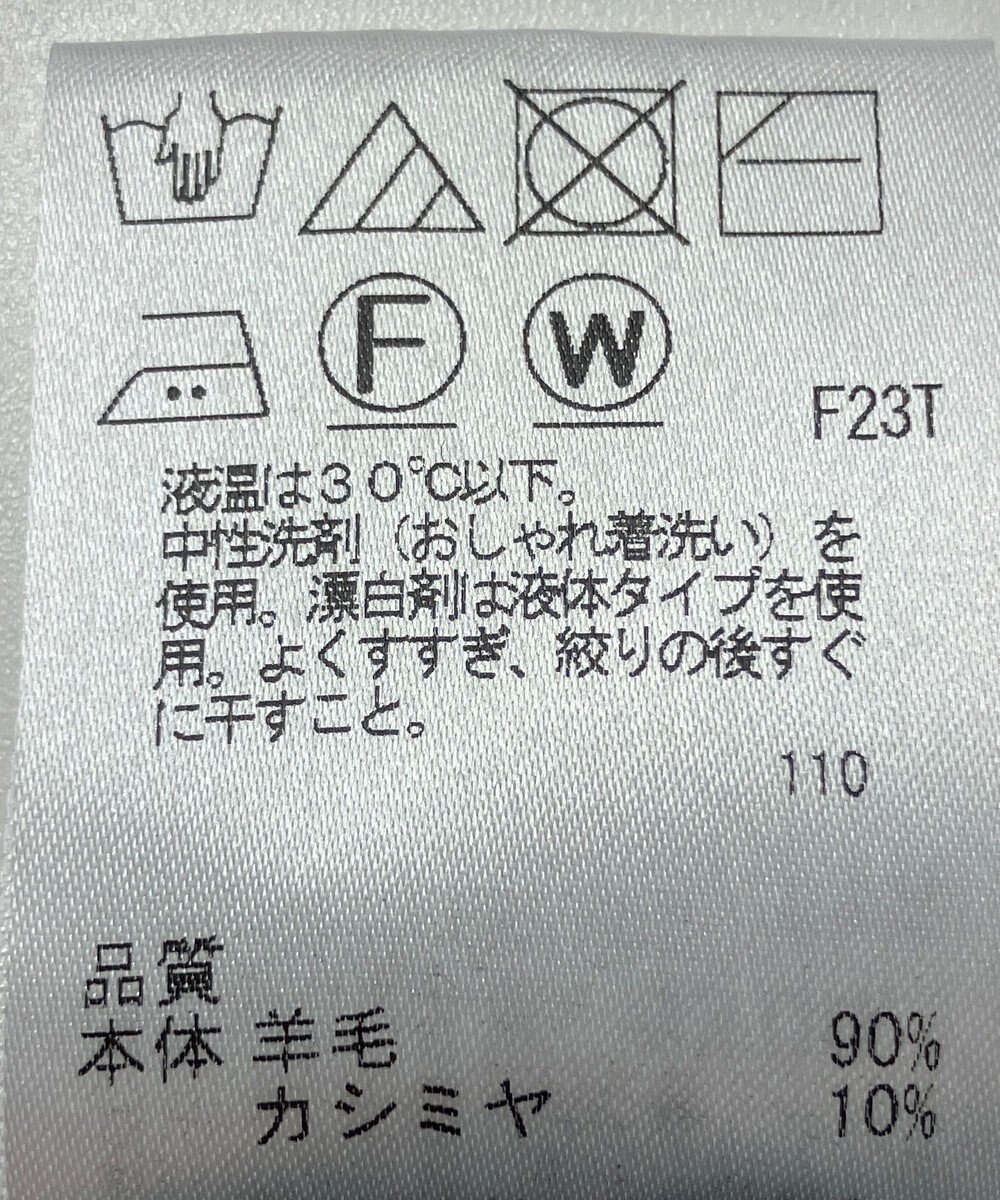 F W
F23T
液温は30℃以下。
中性洗剤（おしゃれ着洗い）を
使用。漂白剤は液体タイプを使
用。よくすすぎ、絞りの後すぐ
に干すこと。
110
品質
本体 羊毛 90%
カシミヤ 10%